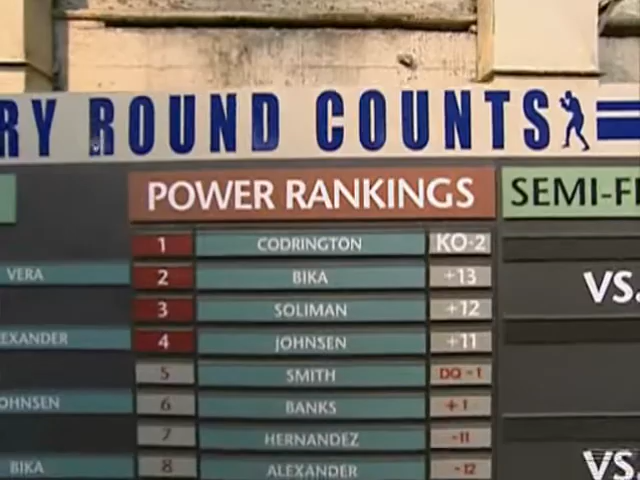 RY ROUND COUNTS
POWER RANKINGS
SEMI-FI
1 CODRINGTON KO-2
VERA 2 BIKA +13 VS.
3 SOLIMAN +12
EXANDER 4 JOHNSEN +11
5 SMITH DQ -1
OHNSEN 6 BANKS +1
7 HERNANDEZ -11
BIKA 8 ALEXANDER -12 VS.